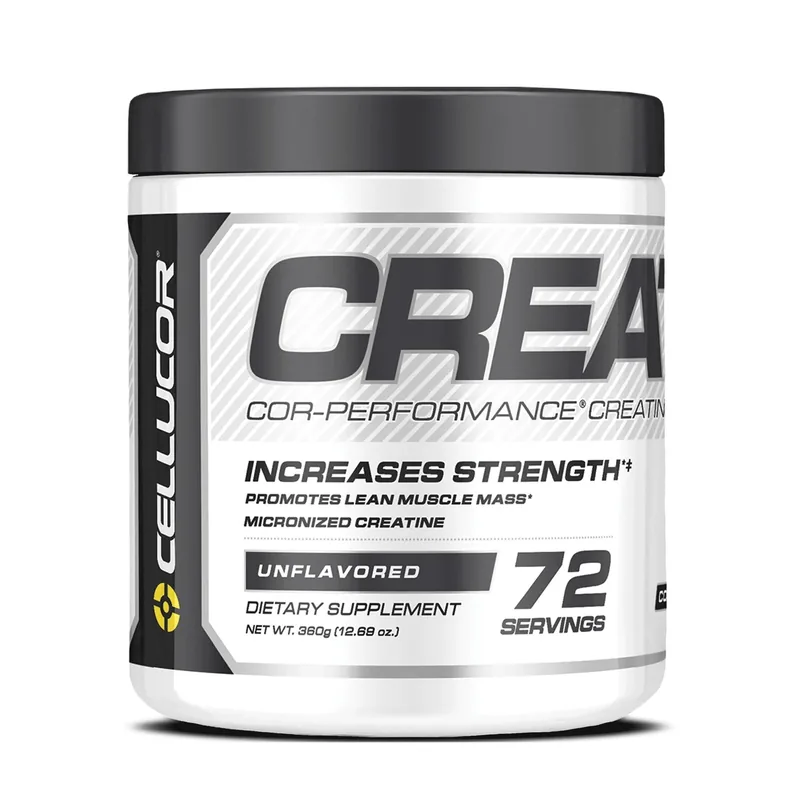 CELLUCOR®
CREAT
COR-PERFORMANCE® CREATIN
INCREASES STRENGTH*‡
PROMOTES LEAN MUSCLE MASS*
MICRONIZED CREATINE
UNFLAVORED
72
SERVINGS
DIETARY SUPPLEMENT
NET WT. 360g (12.69 oz.)